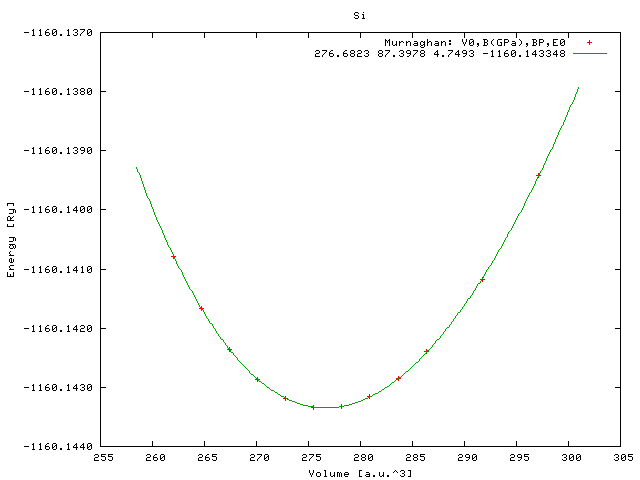 Si
Murnaghan: V0,B(GPa),BP,E0
276.6823 87.3978 4.7493 -1160.143348
-1160.1370
-1160.1380
-1160.1390
-1160.1400
-1160.1410
-1160.1420
-1160.1430
-1160.1440
Energy [Ry]
255 260 265 270 275 280 285 290 295 300 305
Volume [a.u.^3]